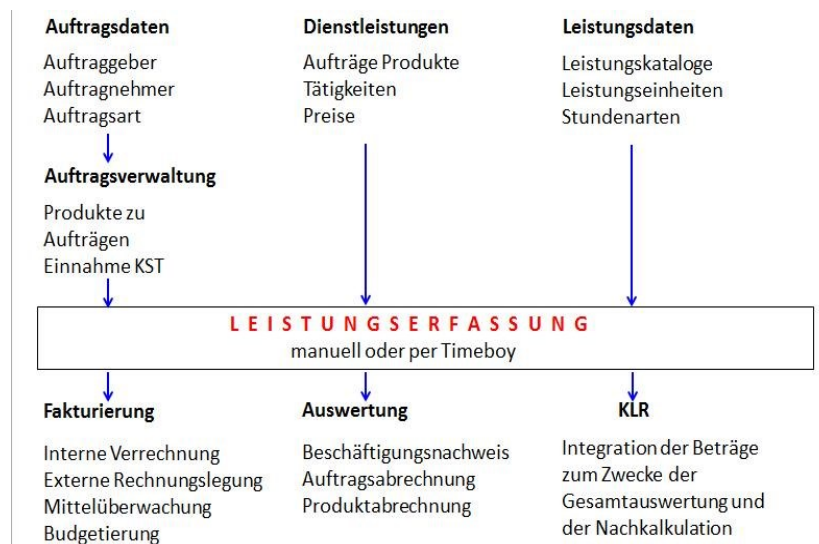 Auftragsdaten
Auftraggeber
Auftragnehmer
Auftragsart
Auftragsverwaltung
Produkte zu
Aufträgen
Einnahme KST
Dienstleistungen
Aufträge Produkte
Tätigkeiten
Preise
Leistungsdaten
Leistungskataloge
Leistungseinheiten
Stundenarten
LEISTUNGSERFASSUNG
manuell oder per Timeboy
Fakturierung
Interne Verrechnung
Externe Rechnungslegung
Mittelüberwachung
Budgetierung
Auswertung
Beschäftigungsnachweis
Auftragsabrechnung
Produktabrechnung
KLR
Integration der Beträge
zum Zwecke der
Gesamtauswertung und
der Nachkalkulation